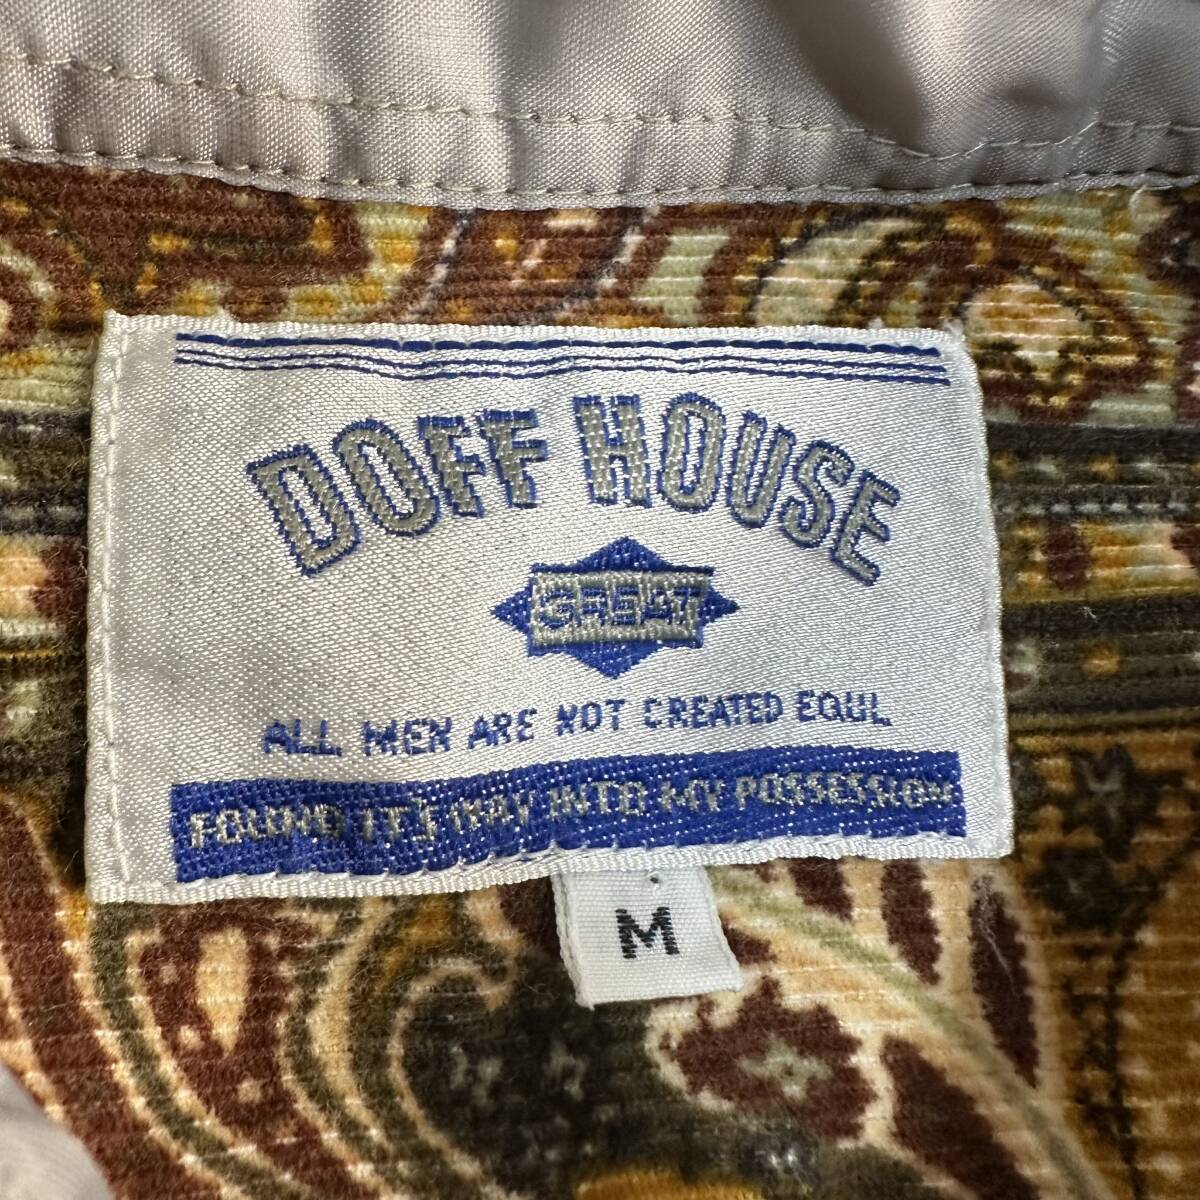 DOFF HOUSE
GREAT
ALL MEN ARE NOT CREATED EQUL.
FOUND IT'S WAY INTO MY POSSESSION
M